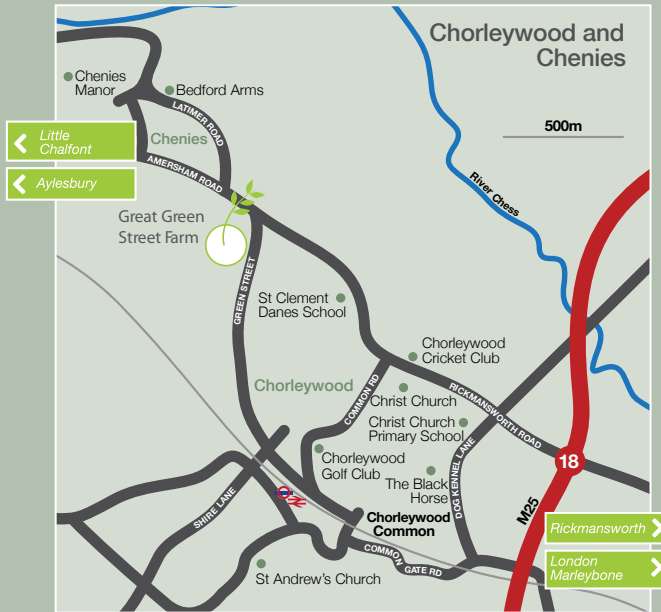 Chorleywood and
Chenies
500m
Chenies
Manor
Bedford Arms
LATIMER ROAD
Chenies
Little
Chalfont
Aylesbury
AMERSHAM ROAD
River Chess
Great Green
Street Farm
GREEN STREET
St Clement
Danes School
Chorleywood
Cricket Club
Chorleywood
COMMON RD
Christ Church
RICKMANSWORTH ROAD
Christ Church
Primary School
DOG KENNEL LANE
Chorleywood
Golf Club
The Black
Horse
18
M25
SHIRE LANE
Chorleywood
Common
Rickmansworth
COMMON
GATE RD
London
Marleybone
St Andrew's Church